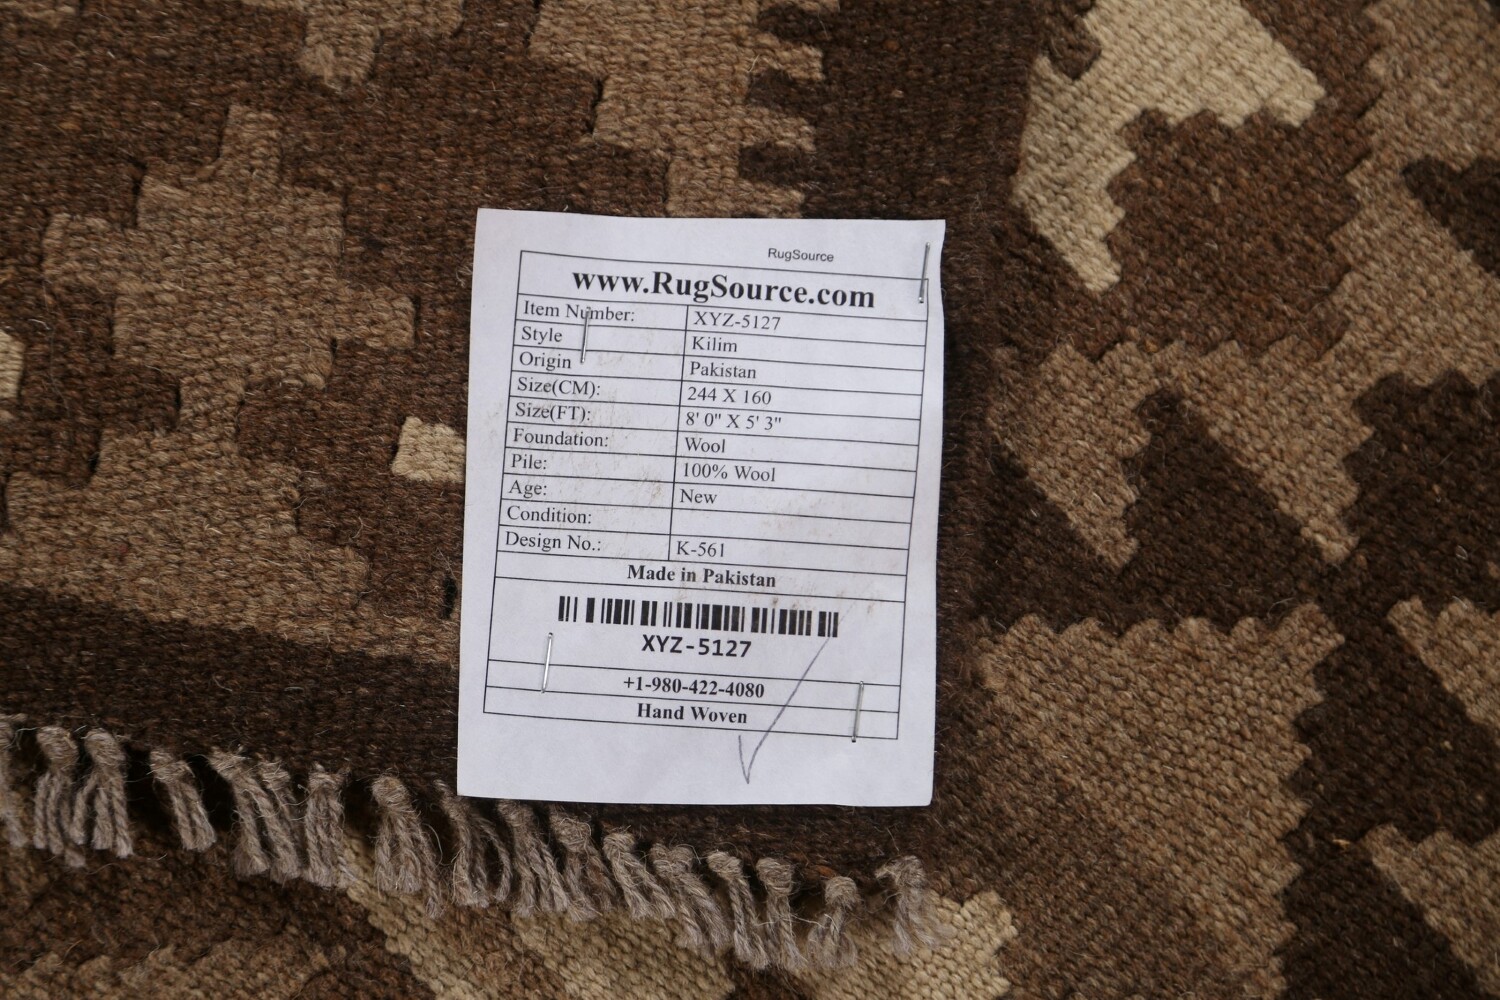 RugSource
www.RugSource.com
Item Number: XYZ-5127
Style Kilim
Origin Pakistan
Size(CM): 244 X 160
Size(FT): 8' 0" X 5' 3"
Foundation: Wool
Pile: 100% Wool
Age: New
Condition:
Design No.: K-561
Made in Pakistan
XYZ-5127
+1-980-422-4080
Hand Woven